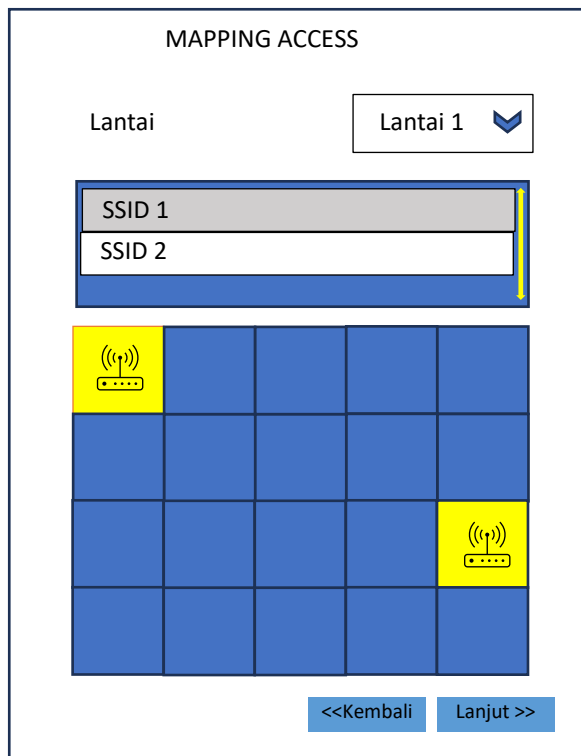 MAPPING ACCESS
Lantai
Lantai 1
SSID 1
SSID 2
<<Kembali
Lanjut >>